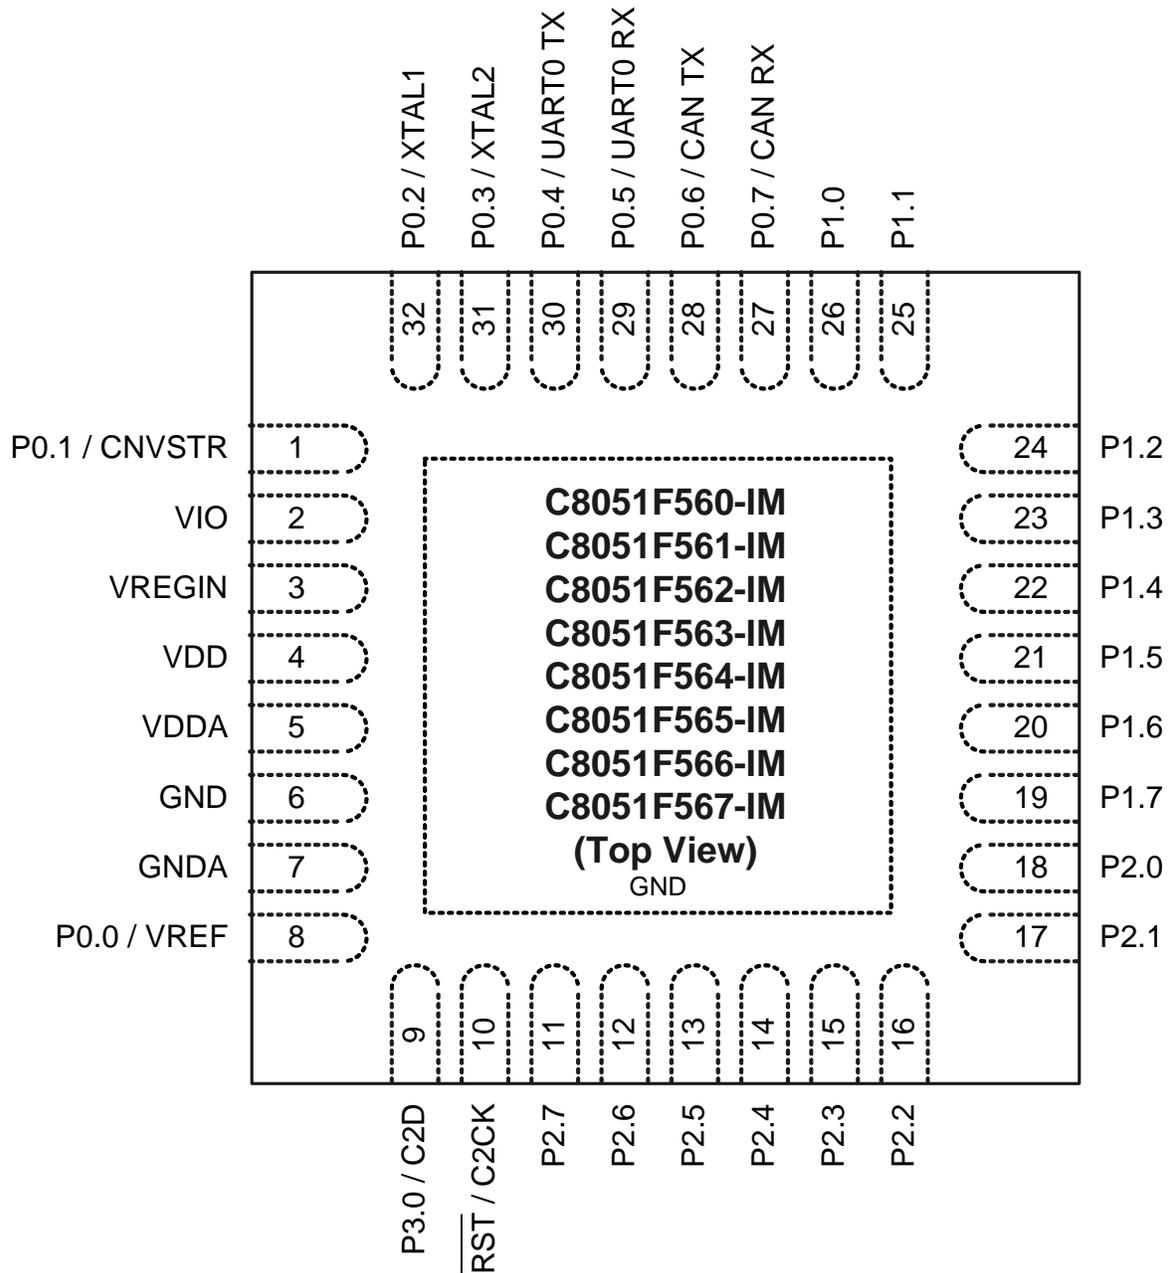 P0.2 / XTAL1
P0.3 / XTAL2
P0.4 / UART0 TX
P0.5 / UART0 RX
P0.6 / CAN TX
P0.7 / CAN RX
P1.0
P1.1
32
31
30
29
28
27
26
25
P0.1 / CNVSTR
1
VIO
2
VREGIN
3
VDD
4
VDDA
5
GND
6
GNDA
7
P0.0 / VREF
8
C8051F560-IM
C8051F561-IM
C8051F562-IM
C8051F563-IM
C8051F564-IM
C8051F565-IM
C8051F566-IM
C8051F567-IM
(Top View)
GND
24 P1.2
23 P1.3
22 P1.4
21 P1.5
20 P1.6
19 P1.7
18 P2.0
17 P2.1
9
10
11
12
13
14
15
16
P3.0 / C2D
RST / C2CK
P2.7
P2.6
P2.5
P2.4
P2.3
P2.2